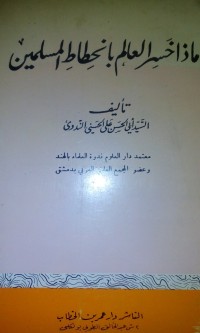 ماذا خسر العالم بانحطاط المسلمين
تأليف
السيد أبي الحسن علي الحسني الندوي
معتمد دار العلوم ندوة العلماء بالهند
وعضو المجمع العلمي العربي بدمشق
الناشر دار عمر بن الخطاب